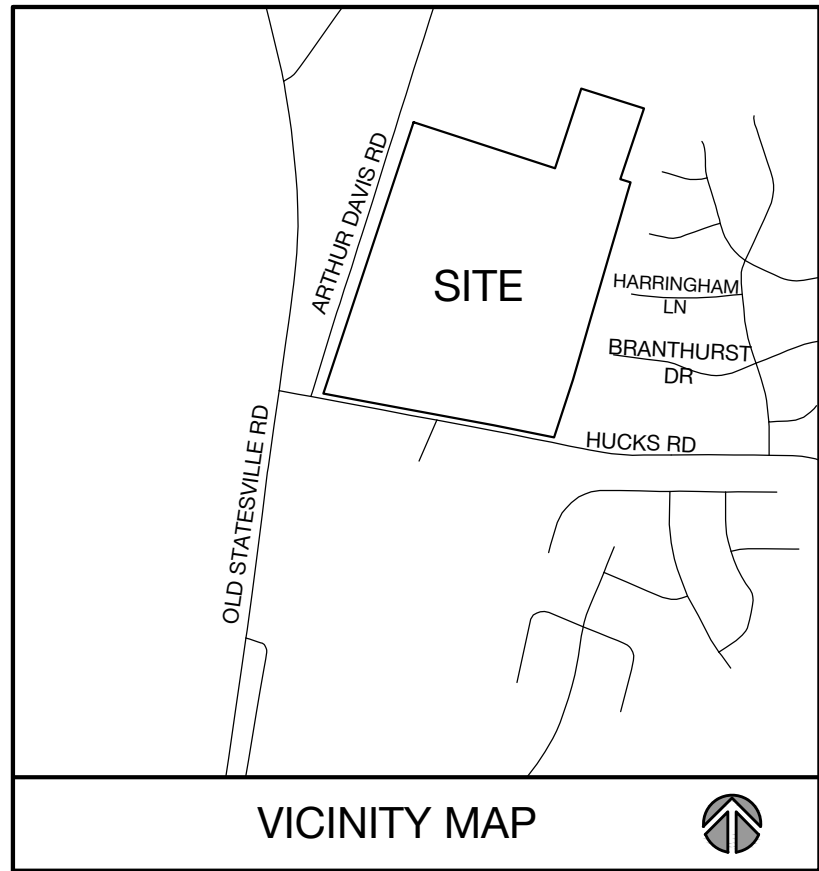 ARTHUR DAVIS RD
SITE
HARRINGHAM
LN
BRANTHURST
DR
HUCKS RD
OLD STATESVILLE RD
VICINITY MAP